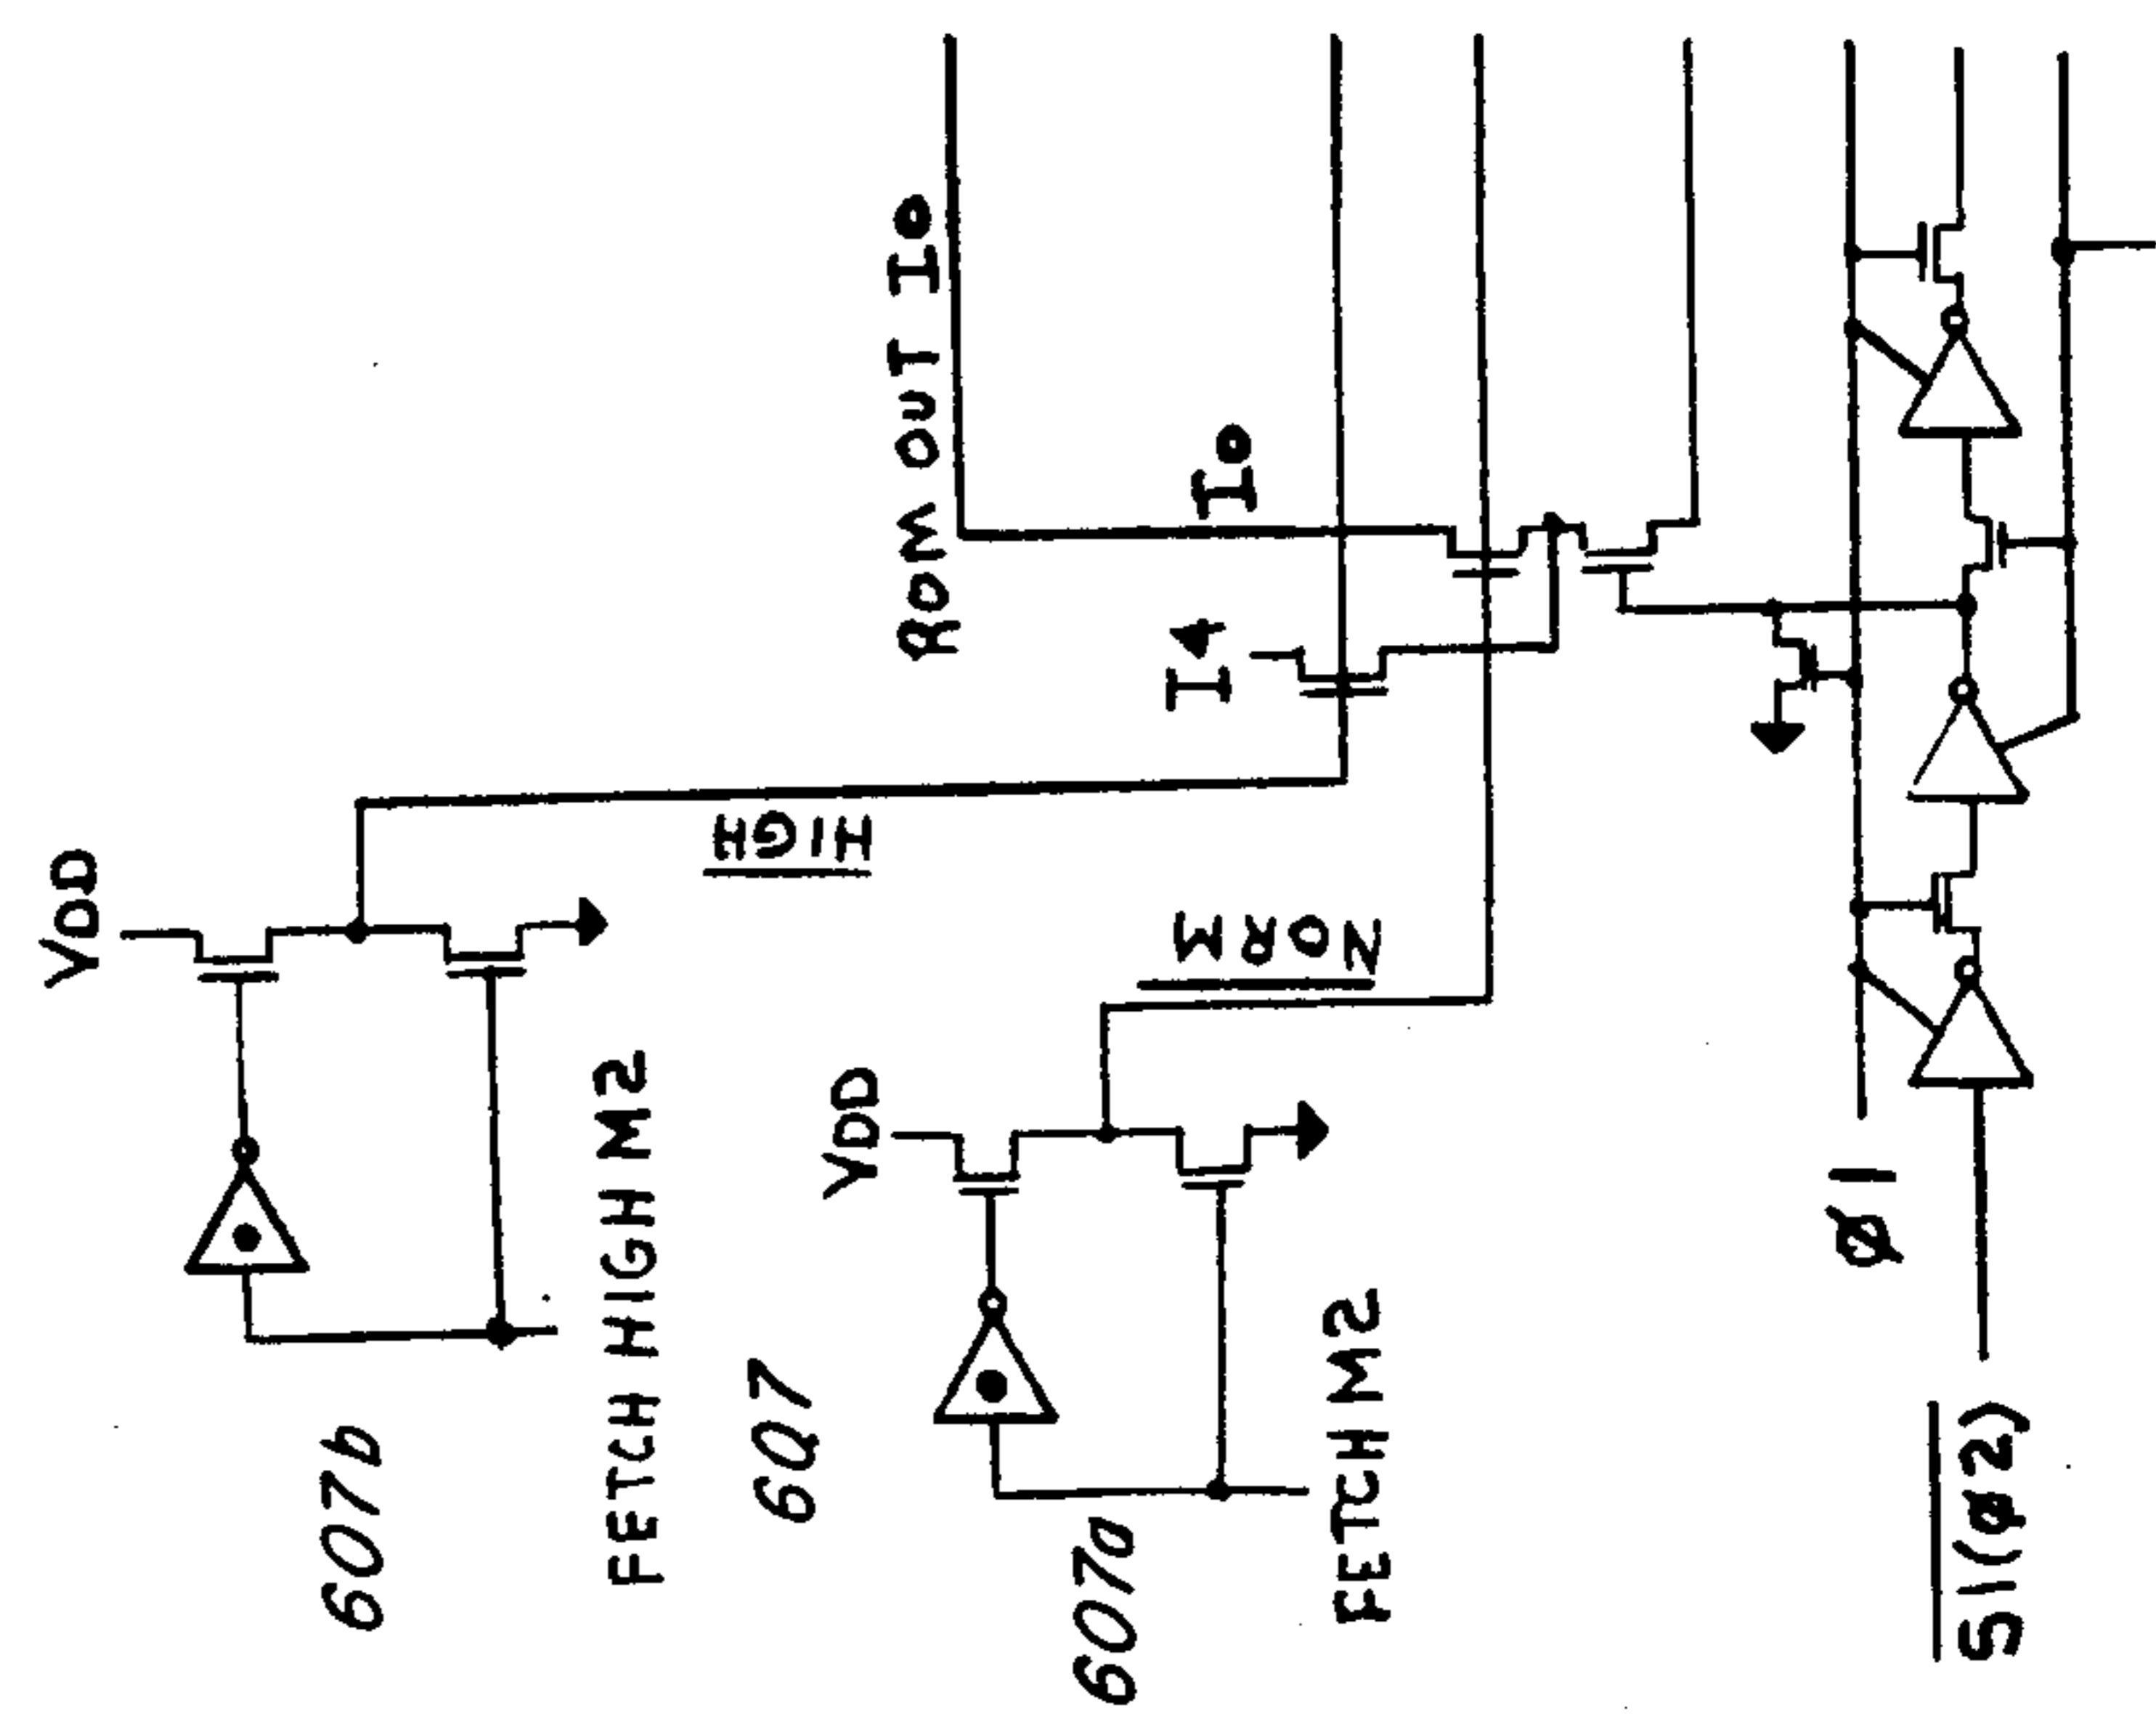 VDD
607b
FETCH HIGH M2
HIGH
607
VDD
ROM OUT I0
607a
NORM
FETCH M2
I4
I0
Ø1
S1(Ø2)